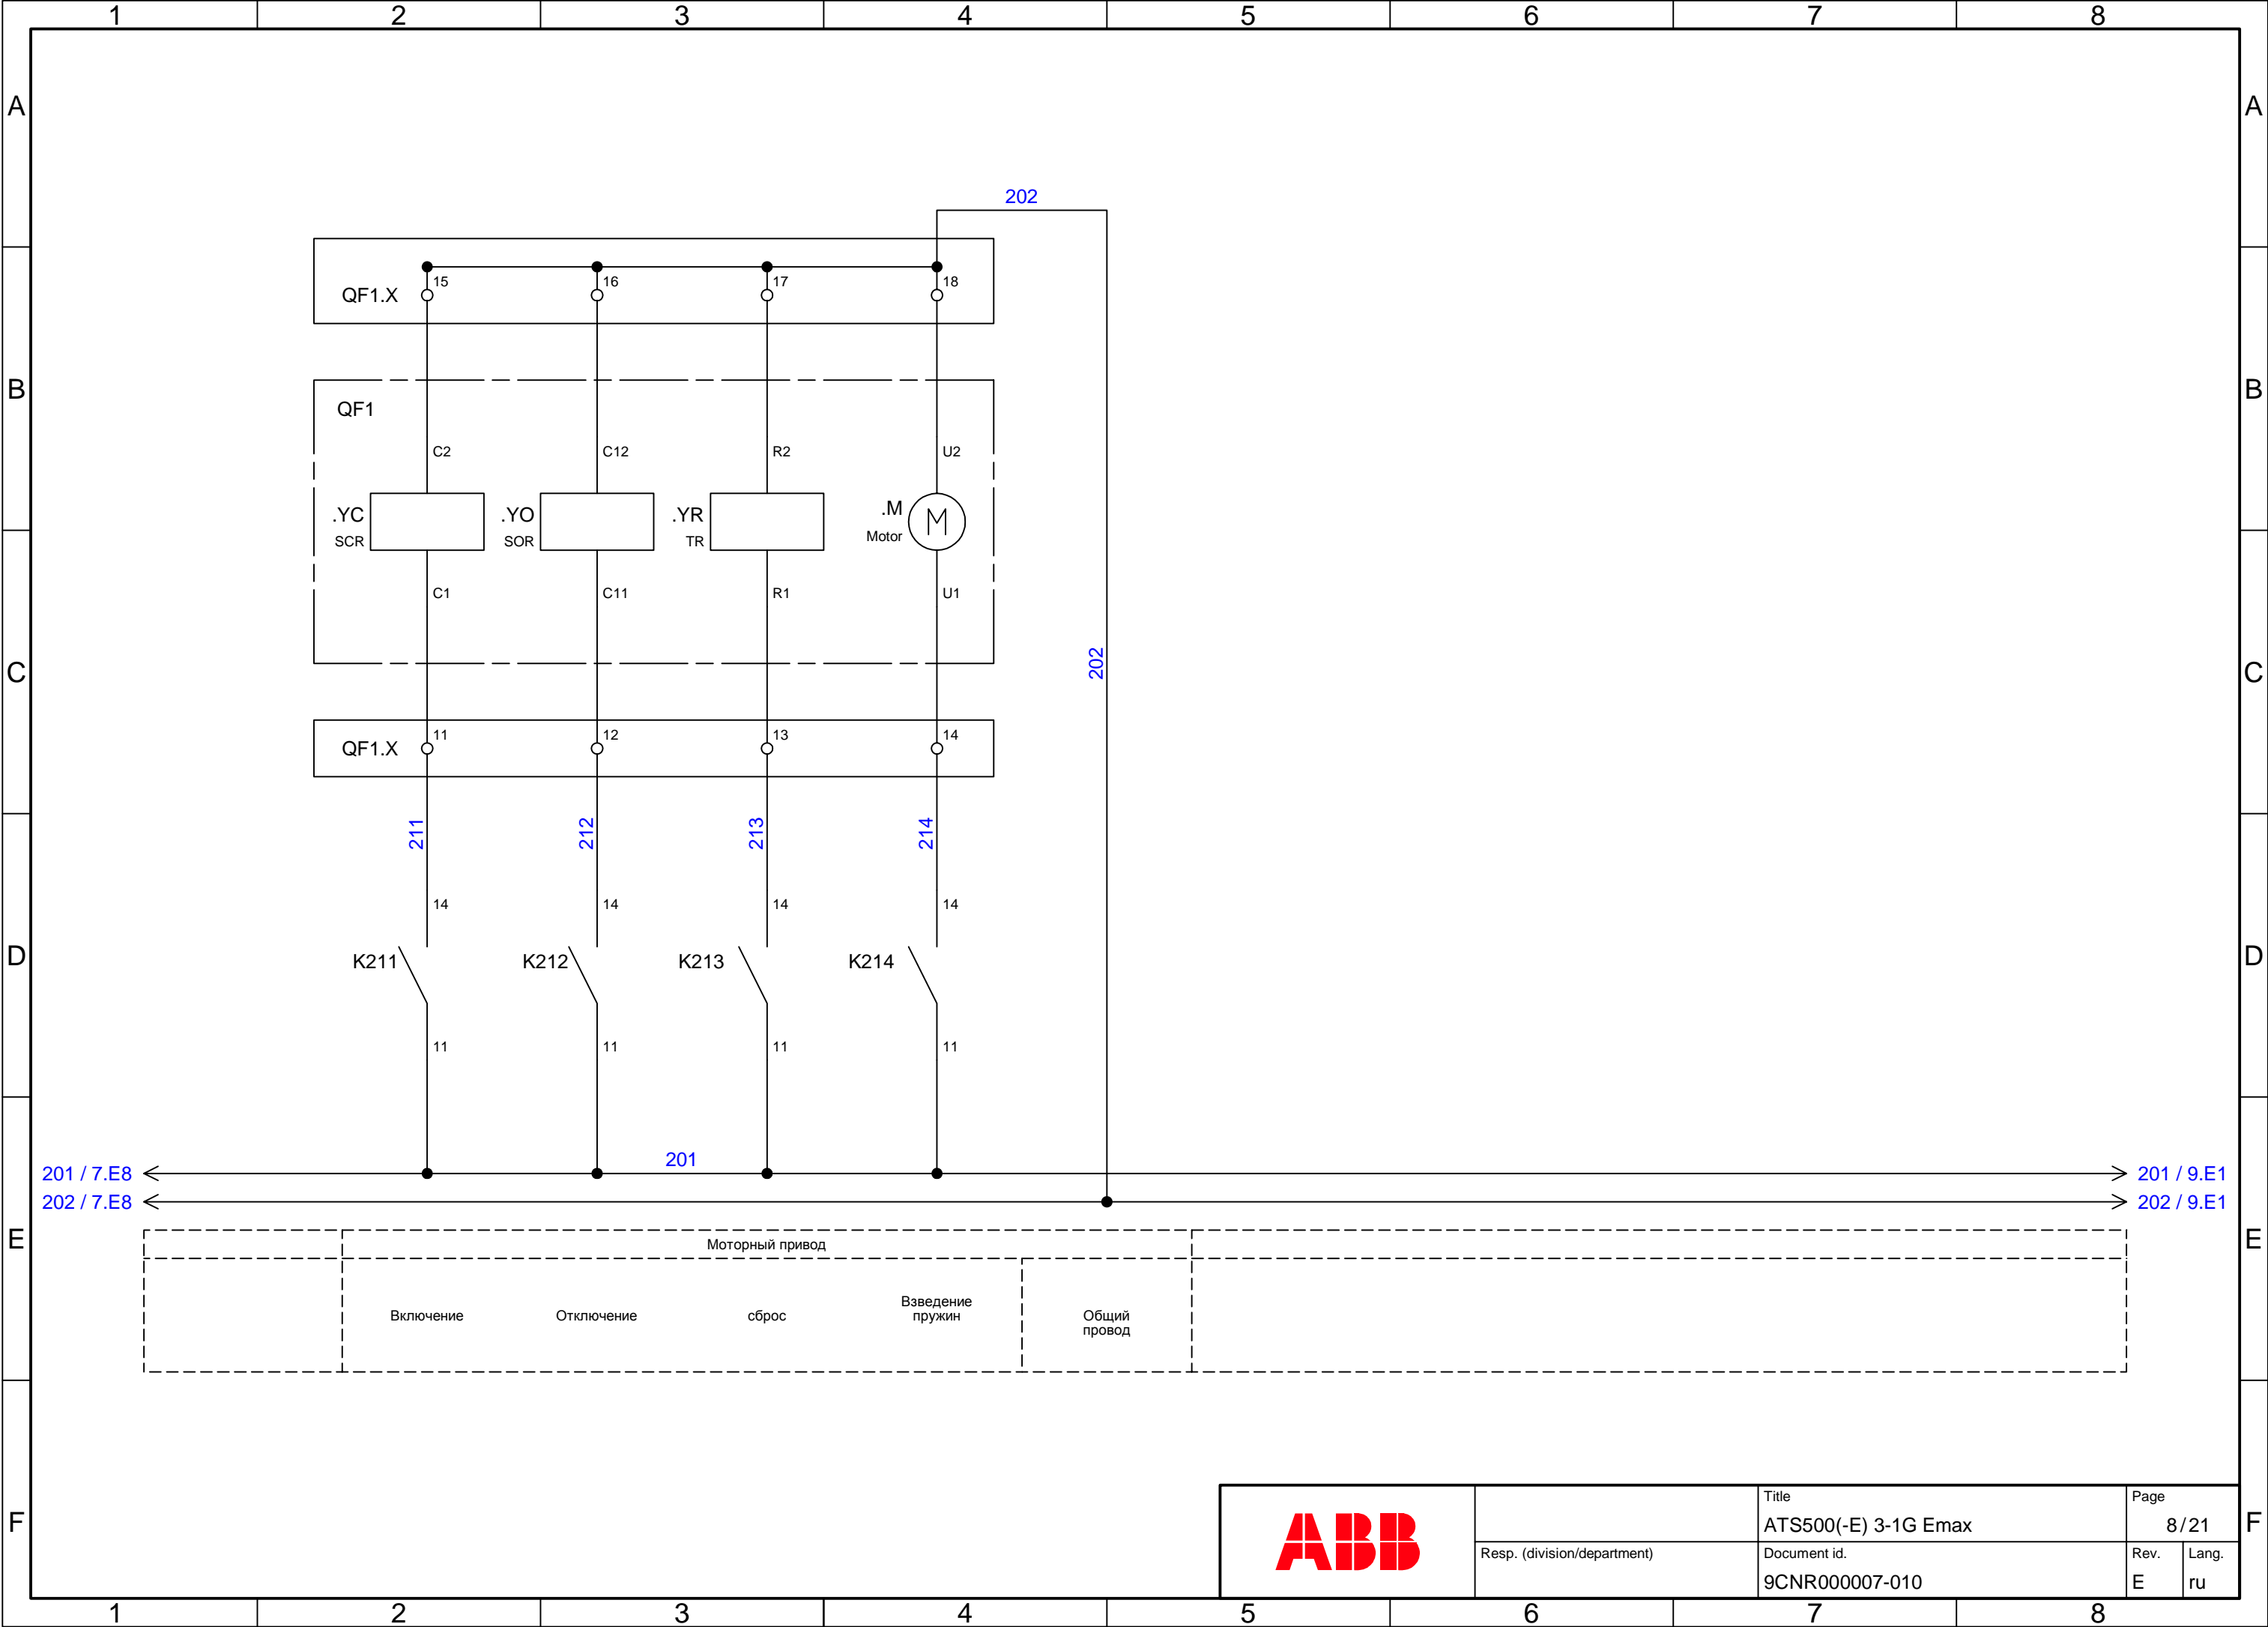 1 2 3 4 5 6 7 8
A A
202
15 16 17 18
QF1.X
B B
QF1
C2 C12 R2 U2
.YC .YO .YR .M M
SCR SOR TR Motor
C1 C11 R1 U1
202
C C
11 12 13 14
QF1.X
211 212 213 214
14 14 14 14
D D
K211 K212 K213 K214
11 11 11 11
201
201 / 7.E8 201 / 9.E1
202 / 7.E8 202 / 9.E1
E E
Моторный привод
Включение Отключение сброс Взведение
пружин
Общий
провод
F F
ABB
Title
ATS500(-E) 3-1G Emax
Page
8/21
Resp. (division/department)
Document id.
9CNR000007-010
Rev.
E
Lang.
ru
1 2 3 4 5 6 7 8